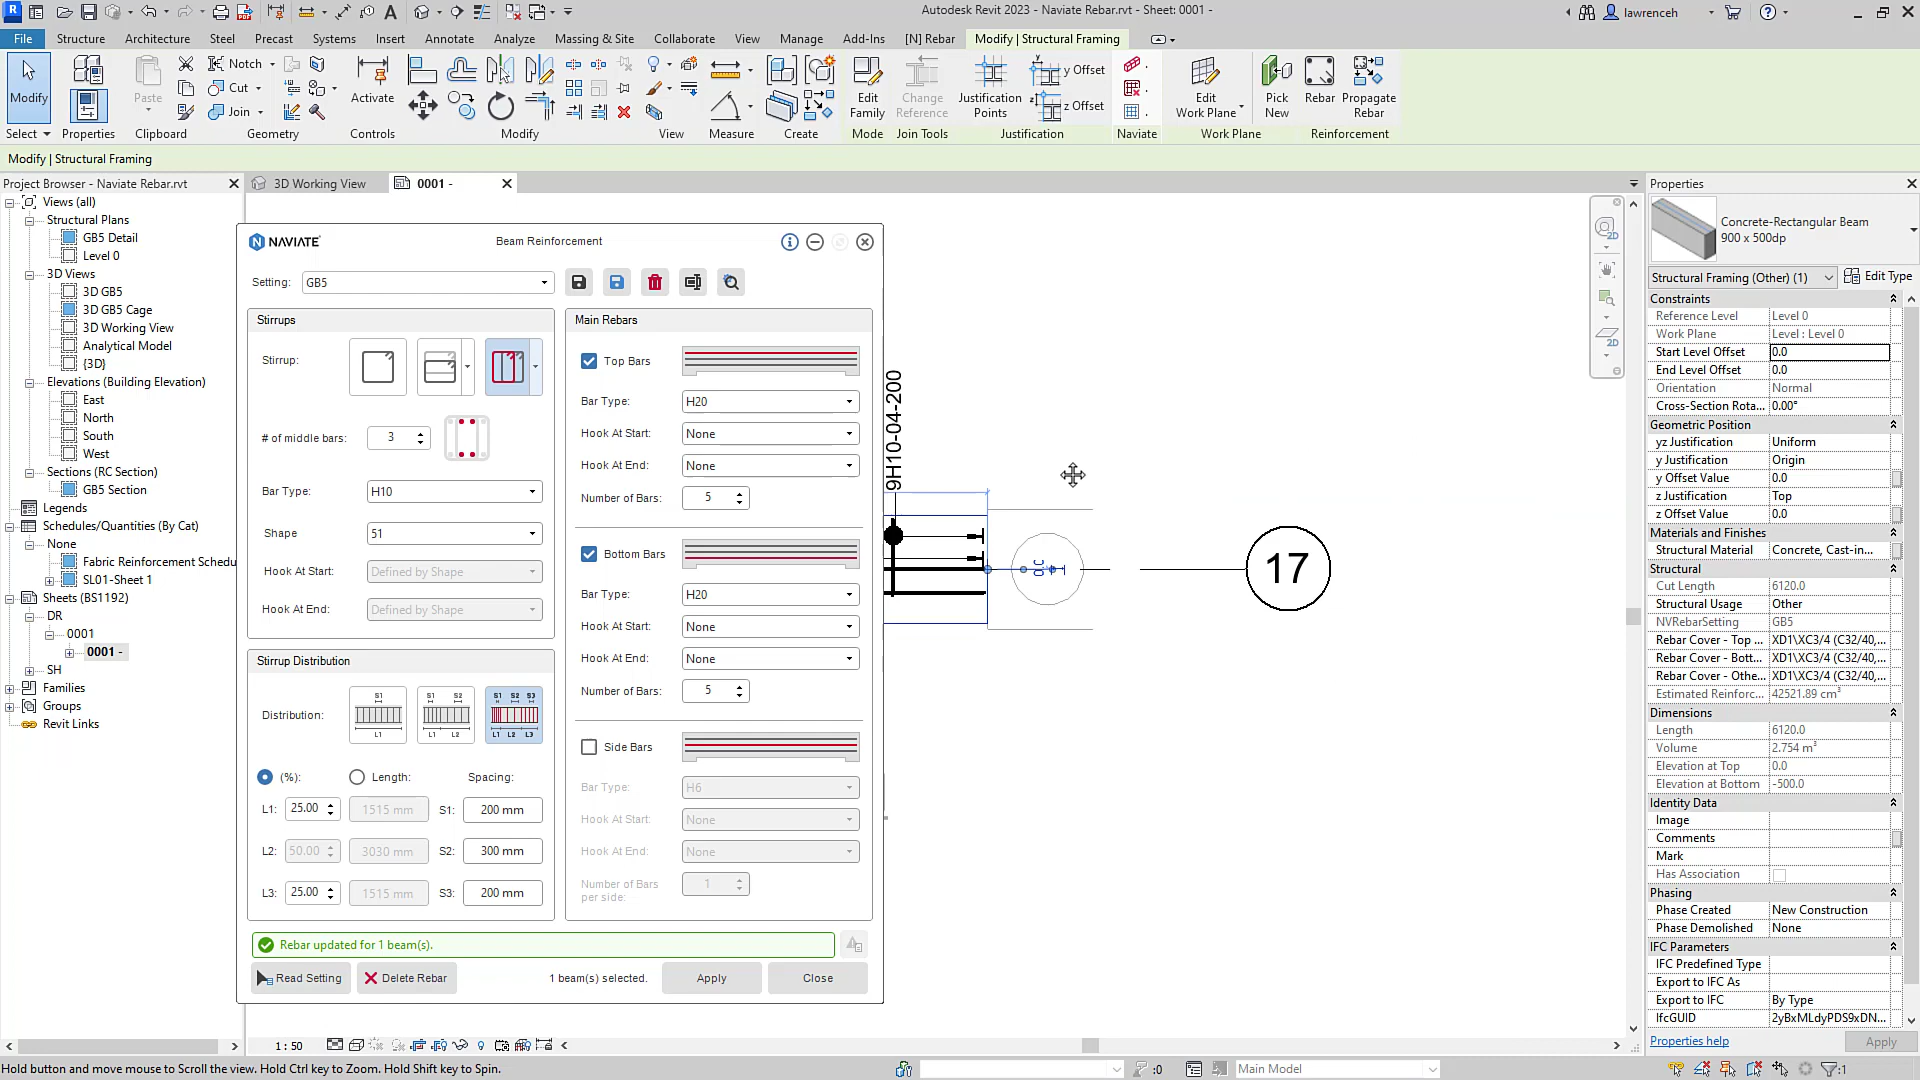 Autodesk Revit 2023 - Naviate Rebar.rvt - Sheet: 0001 -
lawrenceh
File Structure Architecture Steel Precast Systems Insert Annotate Analyze Massing & Site Collaborate View Manage Add-Ins [N] Rebar Modify | Structural Framing
Modify
Paste
Notch
Cut
Join
Activate
Edit Family
Change Reference
Justification Points
y Offset
z Offset
Edit Work Plane
Pick New
Rebar
Propagate Rebar
Select Properties Clipboard Geometry Controls Modify View Measure Create Mode Join Tools Justification Naviate Work Plane Reinforcement
Modify | Structural Framing
Project Browser - Naviate Rebar.rvt
Views (all)
Structural Plans
GB5 Detail
Level 0
3D Views
3D GB5
3D GB5 Cage
3D Working View
Analytical Model
{3D}
Elevations (Building Elevation)
East
North
South
West
Sections (RC Section)
GB5 Section
Legends
Schedules/Quantities (By Cat)
None
Fabric Reinforcement Schedu
SL01-Sheet 1
Sheets (BS1192)
DR
0001
0001 -
SH
Families
Groups
Revit Links
3D Working View
0001 -
NAVIATE
Beam Reinforcement
Setting: GB5
Stirrups
Stirrup:
# of middle bars: 3
Bar Type: H10
Shape 51
Hook At Start: Defined by Shape
Hook At End: Defined by Shape
Stirrup Distribution
Distribution:
S1
L1
S1 S2
L1 L2
S1 S2 S3
L1 L2 L3
(%): Length: Spacing:
L1: 25.00 1515 mm S1: 200 mm
L2: 50.00 3030 mm S2: 300 mm
L3: 25.00 1515 mm S3: 200 mm
Main Rebars
Top Bars
Bar Type: H20
Hook At Start: None
Hook At End: None
Number of Bars: 5
Bottom Bars
Bar Type: H20
Hook At Start: None
Hook At End: None
Number of Bars: 5
Side Bars
Bar Type: H6
Hook At Start: None
Hook At End: None
Number of Bars
per side: 1
Rebar updated for 1 beam(s).
Read Setting
Delete Rebar
1 beam(s) selected.
Apply
Close
9H10-04-200
17
2D
2D
Properties
Concrete-Rectangular Beam
900 x 500dp
Structural Framing (Other) (1)
Edit Type
Constraints
Reference Level Level 0
Work Plane Level : Level 0
Start Level Offset 0.0
End Level Offset 0.0
Orientation Normal
Cross-Section Rota... 0.00°
Geometric Position
yz Justification Uniform
y Justification Origin
y Offset Value 0.0
z Justification Top
z Offset Value 0.0
Materials and Finishes
Structural Material Concrete, Cast-in...
Structural
Cut Length 6120.0
Structural Usage Other
NVRebarSetting GB5
Rebar Cover - Top ... XD1\XC3/4 (C32/40,...
Rebar Cover - Bott... XD1\XC3/4 (C32/40,...
Rebar Cover - Othe... XD1\XC3/4 (C32/40,...
Estimated Reinforc... 42521.89 cm³
Dimensions
Length 6120.0
Volume 2.754 m³
Elevation at Top 0.0
Elevation at Bottom -500.0
Identity Data
Image
Comments
Mark
Has Association
Phasing
Phase Created New Construction
Phase Demolished None
IFC Parameters
IFC Predefined Type
Export to IFC As
Export to IFC By Type
IfcGUID 2yBxMLdyPDS9xDN...
Properties help
Apply
1 : 50
Hold button and move mouse to Scroll the view. Hold Ctrl key to Zoom. Hold Shift key to Spin.
:0
Main Model
:1